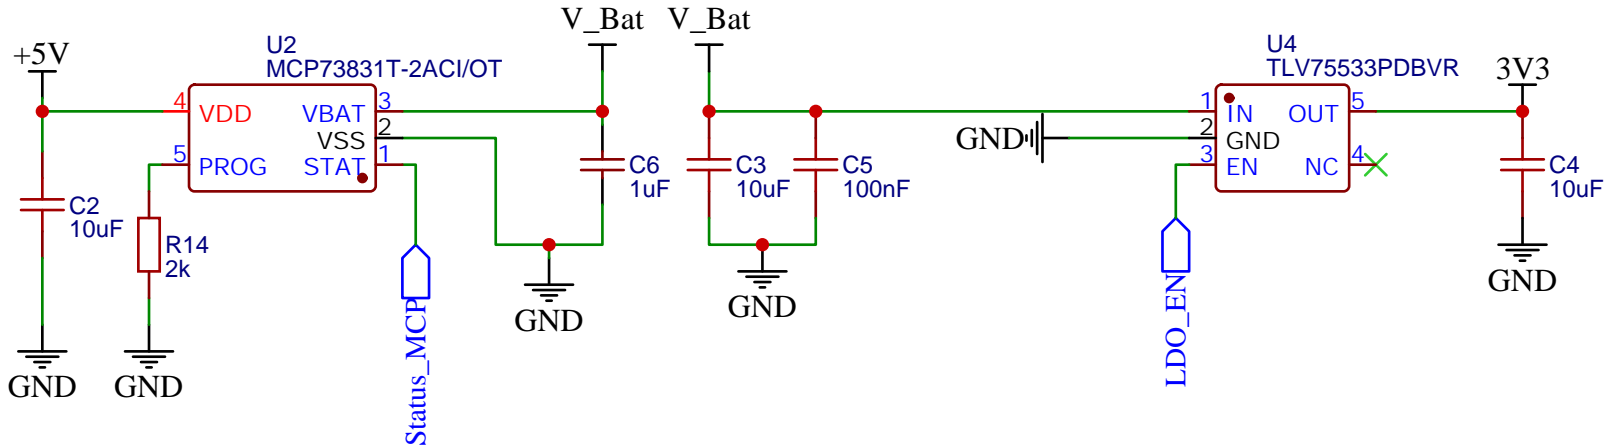 +5V
U2
MCP73831T-2ACI/OT
4
VDD
VBAT
3
VSS
2
5
PROG
STAT
1
C2
10uF
R14
2k
GND
GND
Status_MCP
V_Bat
C6
1uF
GND
V_Bat
C3
10uF
C5
100nF
GND
GND
U4
TLV75533PDBVR
1
IN
OUT
5
2
GND
3
EN
NC
4
LDO_EN
3V3
C4
10uF
GND